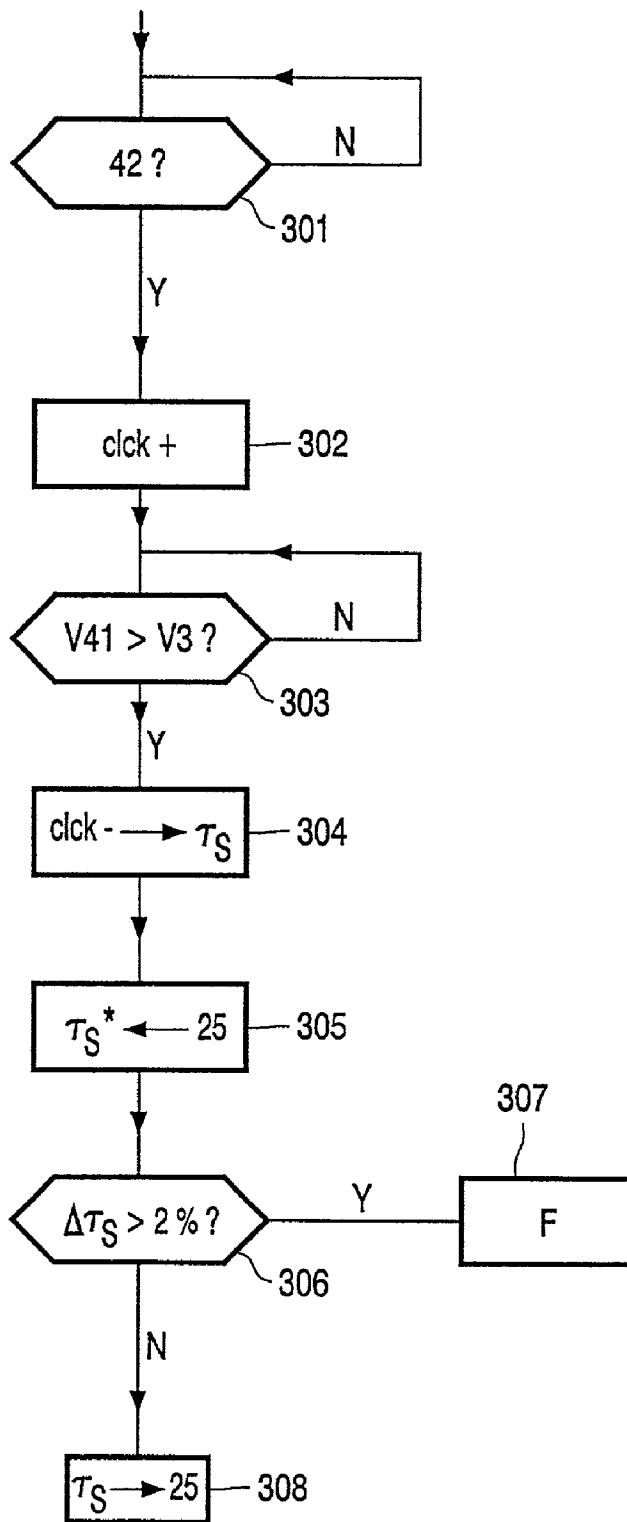 42 ?
N
301
Y
clck +
302
V41 > V3 ?
N
303
Y
clck - → τS
304
τS* ← 25
305
307
ΔτS > 2 % ?
Y
F
306
N
τS → 25
308